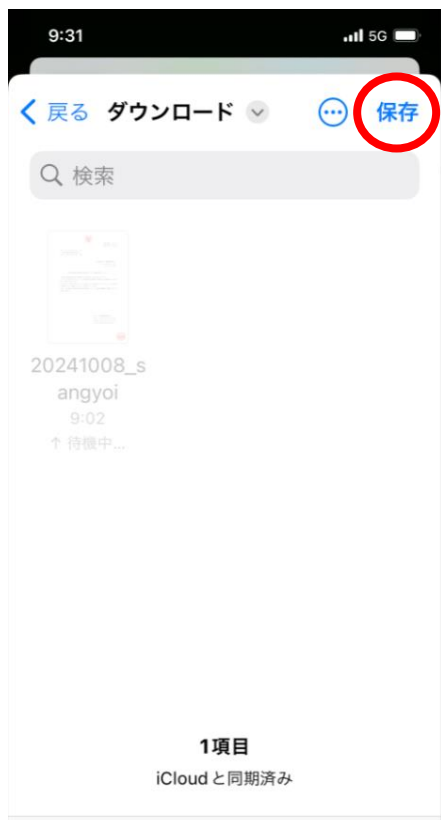 9:31 5G
戻る ダウンロード 保存
検索
20241008_s
angyoi
9:02
↑ 待機中...
1項目
iCloudと同期済み